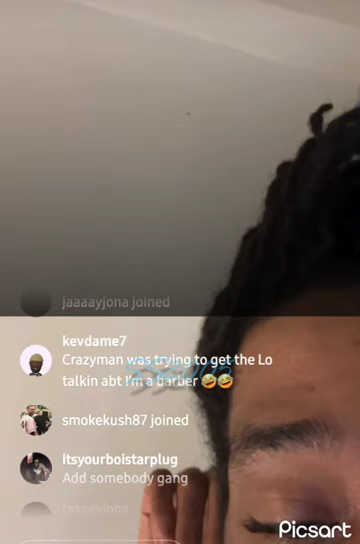 jaaaayjona joined
kevdame7
Crazyman was trying to get the Lo
talkin abt I'm a barber 🤣🤣
smokekush87 joined
itsyourboistarplug
Add somebody gang
jaaaayjona
Picsart